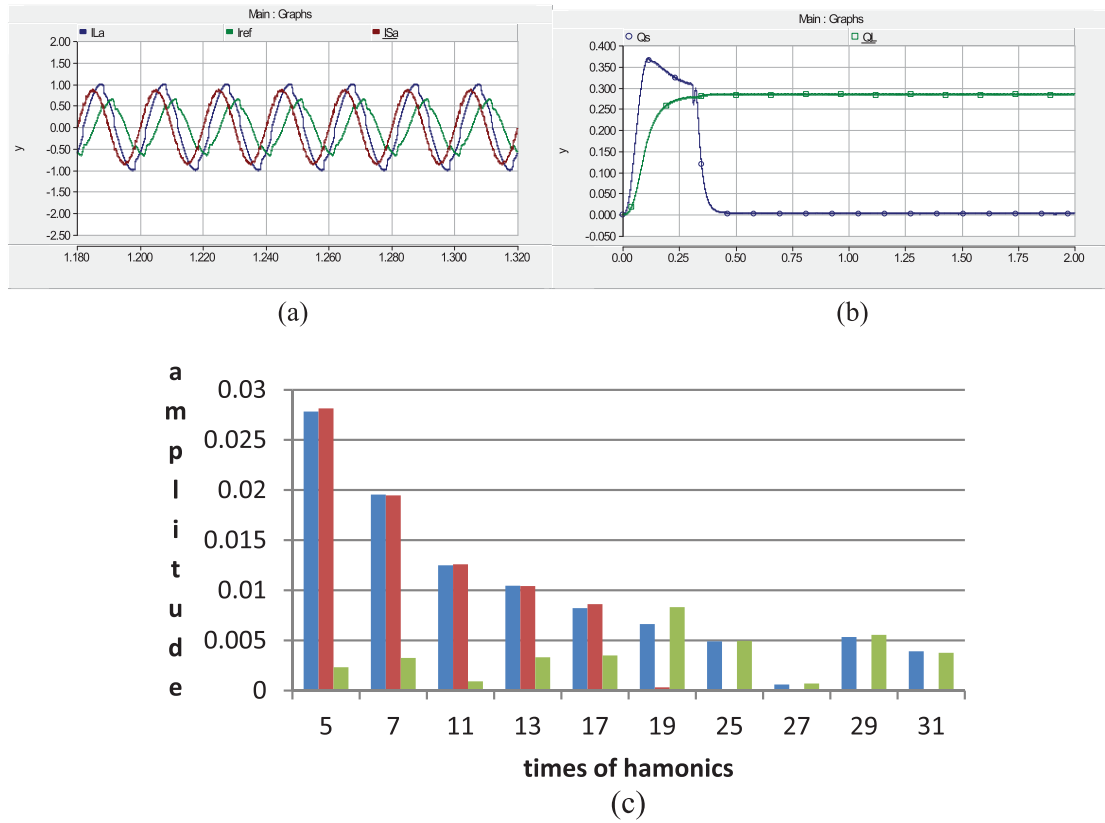 Main : Graphs
ILa Iref ISa
2.00
1.50
1.00
0.50
0.00
-0.50
-1.00
-1.50
-2.00
-2.50
y
1.180 1.200 1.220 1.240 1.260 1.280 1.300 1.320
(a)
Main : Graphs
Qs QL
0.400
0.350
0.300
0.250
0.200
0.150
0.100
0.050
0.000
-0.050
y
0.00 0.25 0.50 0.75 1.00 1.25 1.50 1.75 2.00
(b)
amplitude
0.03
0.025
0.02
0.015
0.01
0.005
0
5 7 11 13 17 19 25 27 29 31
times of hamonics
(c)